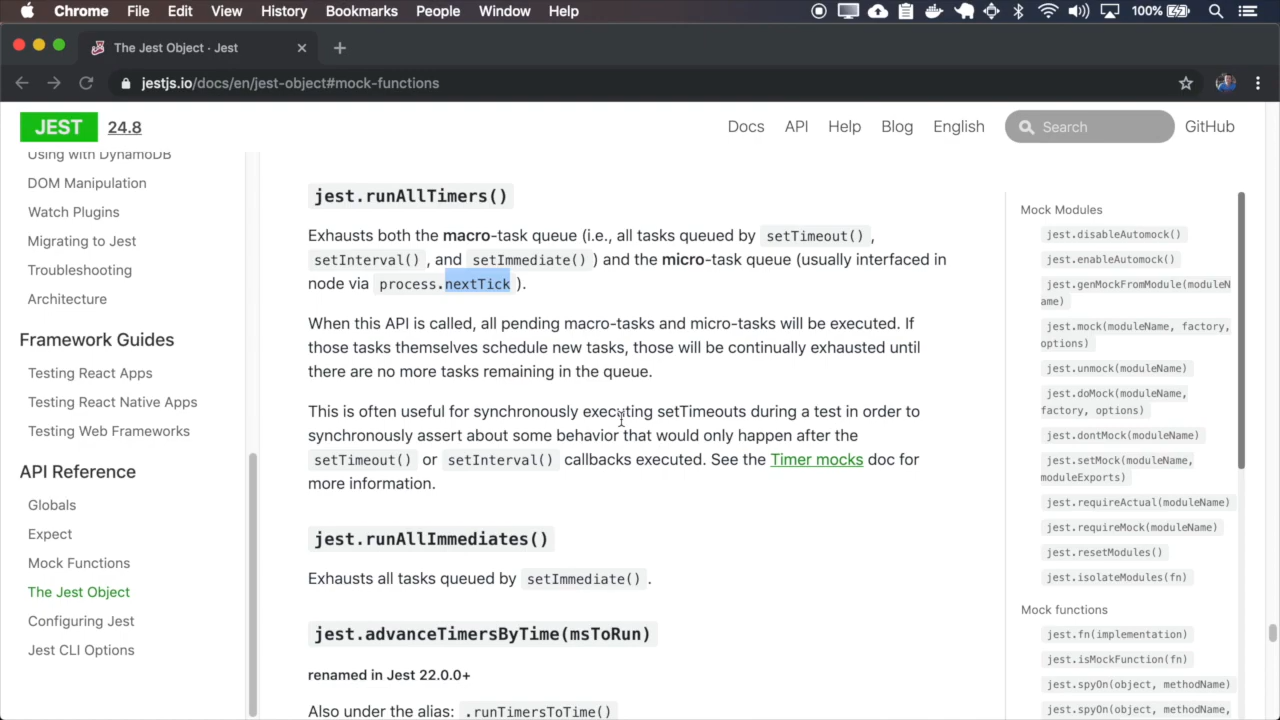 Chrome File Edit View History Bookmarks People Window Help 100%
The Jest Object · Jest
jestjs.io/docs/en/jest-object#mock-functions
JEST 24.8
Docs API Help Blog English Search GitHub
Using with DynamoDB
DOM Manipulation
Watch Plugins
Migrating to Jest
Troubleshooting
Architecture
Framework Guides
Testing React Apps
Testing React Native Apps
Testing Web Frameworks
API Reference
Globals
Expect
Mock Functions
The Jest Object
Configuring Jest
Jest CLI Options
jest.runAllTimers()
Exhausts both the macro-task queue (i.e., all tasks queued by setTimeout(),
setInterval(), and setImmediate()) and the micro-task queue (usually interfaced in
node via process.nextTick).
When this API is called, all pending macro-tasks and micro-tasks will be executed. If
those tasks themselves schedule new tasks, those will be continually exhausted until
there are no more tasks remaining in the queue.
This is often useful for synchronously executing setTimeouts during a test in order to
synchronously assert about some behavior that would only happen after the
setTimeout() or setInterval() callbacks executed. See the Timer mocks doc for
more information.
jest.runAllImmediates()
Exhausts all tasks queued by setImmediate().
jest.advanceTimersByTime(msToRun)
renamed in Jest 22.0.0+
Also under the alias: .runTimersToTime()
Mock Modules
jest.disableAutomock()
jest.enableAutomock()
jest.genMockFromModule(moduleN
ame)
jest.mock(moduleName, factory,
options)
jest.unmock(moduleName)
jest.doMock(moduleName,
factory, options)
jest.dontMock(moduleName)
jest.setMock(moduleName,
moduleExports)
jest.requireActual(moduleName)
jest.requireMock(moduleName)
jest.resetModules()
jest.isolateModules(fn)
Mock functions
jest.fn(implementation)
jest.isMockFunction(fn)
jest.spyOn(object, methodName)
jest.spyOn(object, methodName,